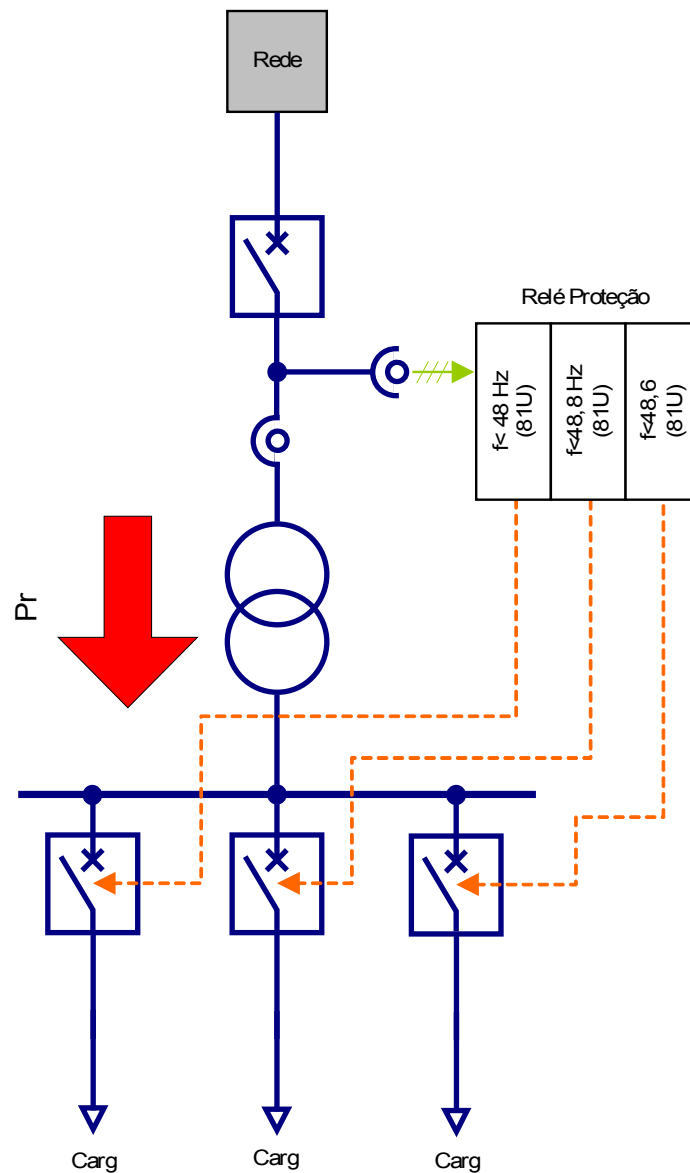 Rede
Relé Proteção
f< 48 Hz
(81U)
f<48,8 Hz
(81U)
f<48,6
(81U)
Pr
Carg
Carg
Carg